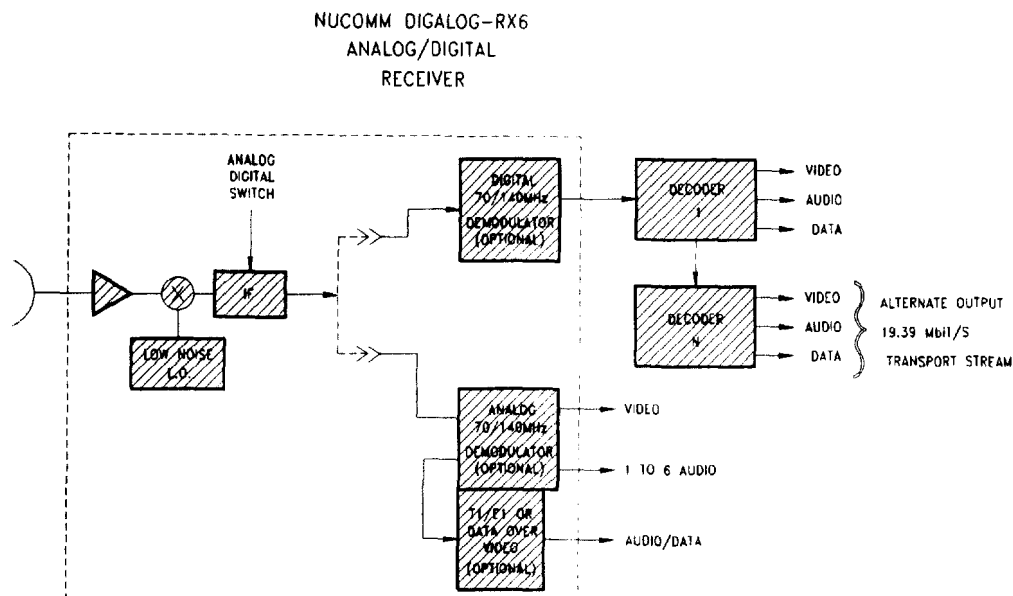 NUCOMM DIGALOG-RX6
ANALOG/DIGITAL
RECEIVER
ANALOG
DIGITAL
SWITCH
IF
LOW NOISE
L.O.
DIGITAL
70/140MHz
DEMODULATOR
(OPTIONAL)
DECODER
1
VIDEO
AUDIO
DATA
DECODER
N
VIDEO
AUDIO
DATA
ALTERNATE OUTPUT
19.39 Mbit/S
TRANSPORT STREAM
ANALOG
70/140MHz
DEMODULATOR
(OPTIONAL)
VIDEO
1 TO 6 AUDIO
T1/E1 OR
DATA OVER
VIDEO
(OPTIONAL)
AUDIO/DATA